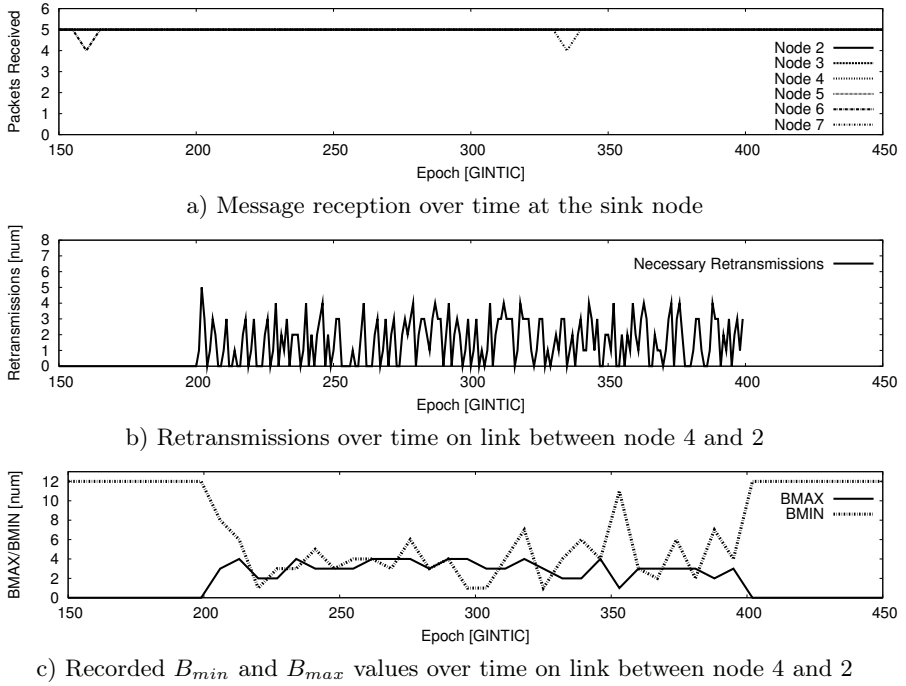 6
5
4
3
2
1
0
Packets Received
Node 2
Node 3
Node 4
Node 5
Node 6
Node 7
150 200 250 300 350 400 450
Epoch [GINTIC]
a) Message reception over time at the sink node
8
7
6
5
4
3
2
1
0
Retransmissions [num]
Necessary Retransmissions
150 200 250 300 350 400 450
Epoch [GINTIC]
b) Retransmissions over time on link between node 4 and 2
12
10
8
6
4
2
0
BMAX/BMIN [num]
BMAX
BMIN
150 200 250 300 350 400 450
Epoch [GINTIC]
c) Recorded B_min and B_max values over time on link between node 4 and 2